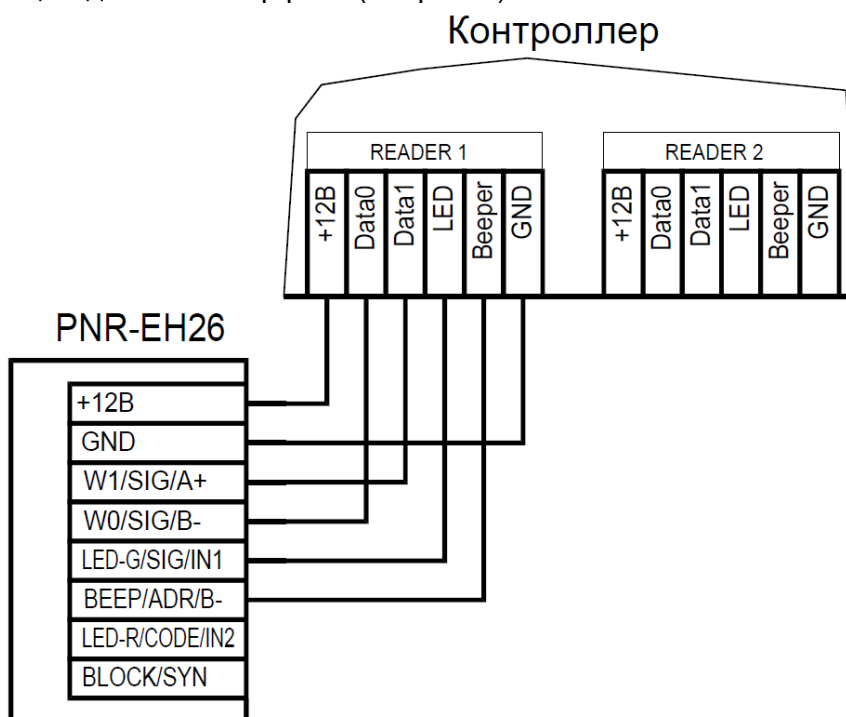 Контроллер
READER 1
READER 2
+12В
Data0
Data1
LED
Beeper
GND
+12В
Data0
Data1
LED
Beeper
GND
PNR-EH26
+12В
GND
W1/SIG/A+
W0/SIG/B-
LED-G/SIG/IN1
BEEP/ADR/B-
LED-R/CODE/IN2
BLOCK/SYN